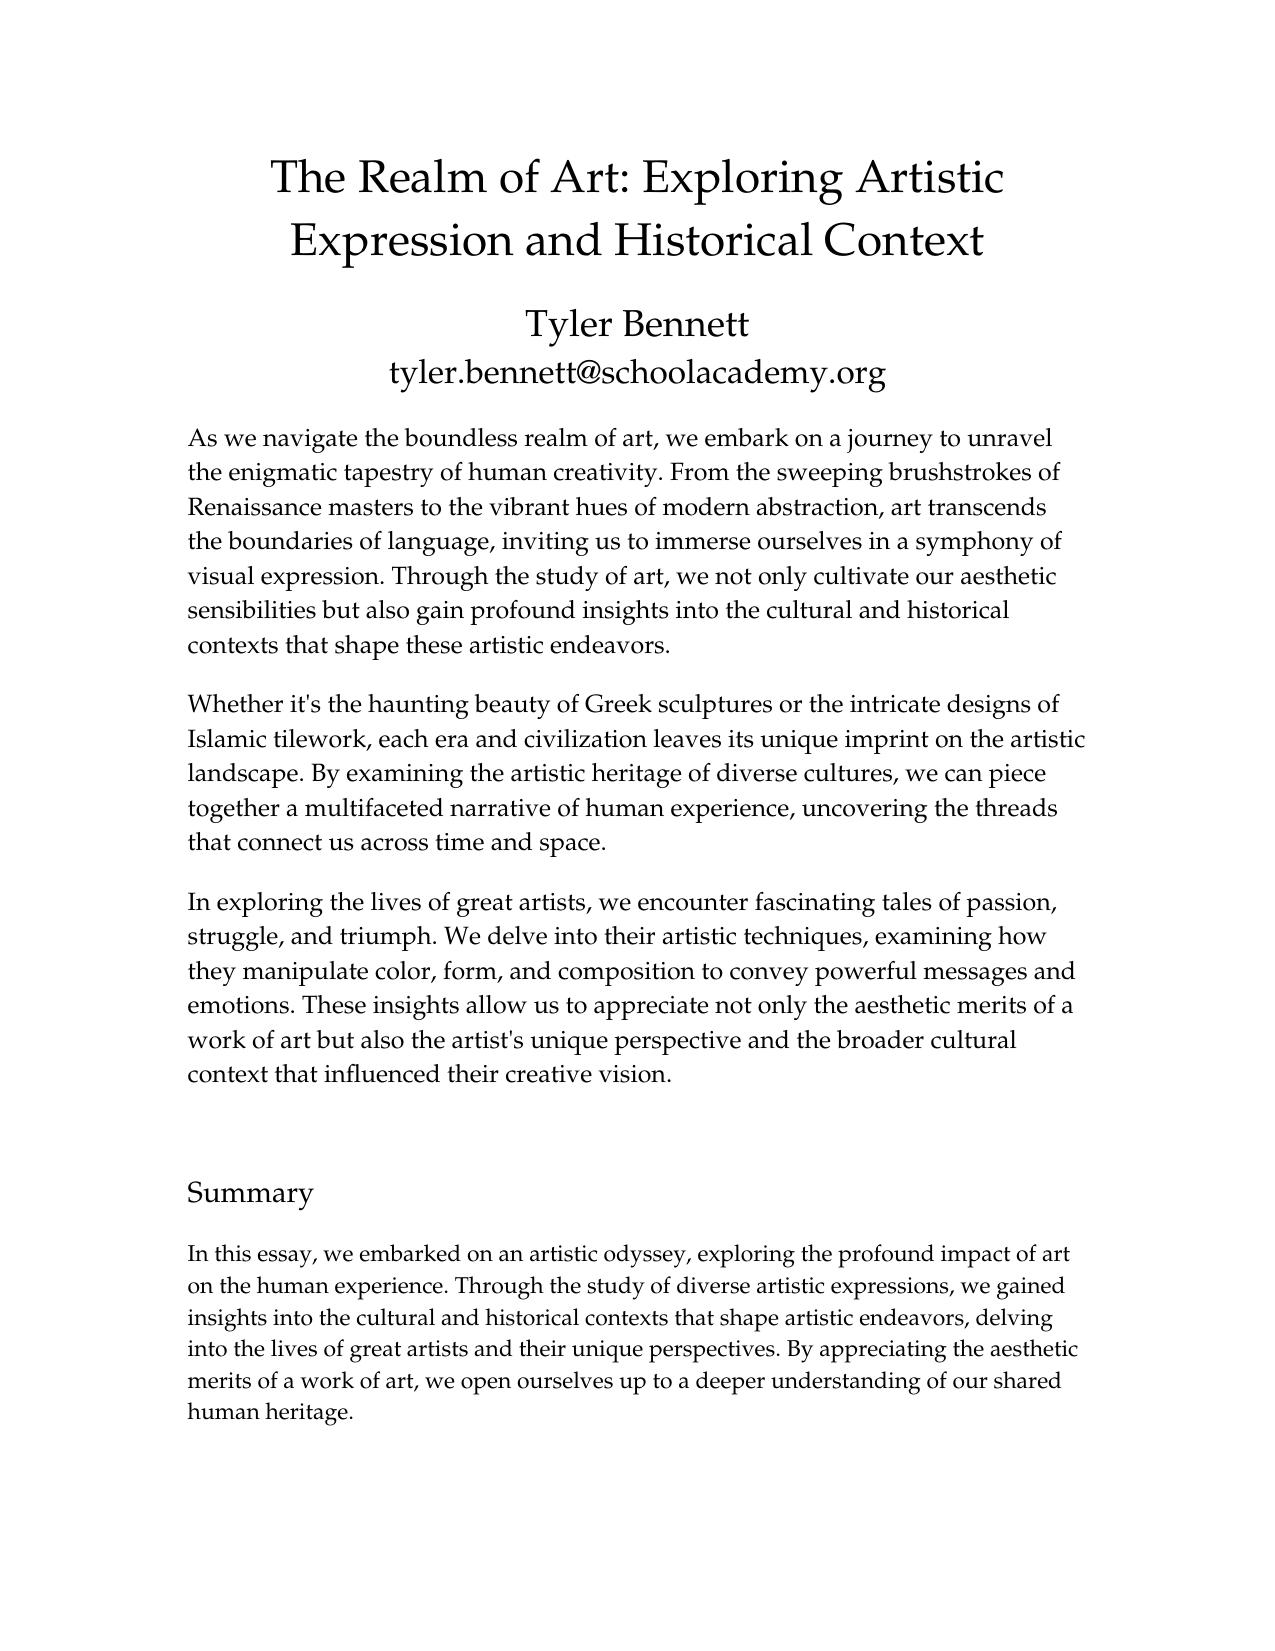 The Realm of Art: Exploring Artistic
Expression and Historical Context
Tyler Bennett
tyler.bennett@schoolacademy.org
As we navigate the boundless realm of art, we embark on a journey to unravel
the enigmatic tapestry of human creativity. From the sweeping brushstrokes of
Renaissance masters to the vibrant hues of modern abstraction, art transcends
the boundaries of language, inviting us to immerse ourselves in a symphony of
visual expression. Through the study of art, we not only cultivate our aesthetic
sensibilities but also gain profound insights into the cultural and historical
contexts that shape these artistic endeavors.
Whether it's the haunting beauty of Greek sculptures or the intricate designs of
Islamic tilework, each era and civilization leaves its unique imprint on the artistic
landscape. By examining the artistic heritage of diverse cultures, we can piece
together a multifaceted narrative of human experience, uncovering the threads
that connect us across time and space.
In exploring the lives of great artists, we encounter fascinating tales of passion,
struggle, and triumph. We delve into their artistic techniques, examining how
they manipulate color, form, and composition to convey powerful messages and
emotions. These insights allow us to appreciate not only the aesthetic merits of a
work of art but also the artist's unique perspective and the broader cultural
context that influenced their creative vision.
Summary
In this essay, we embarked on an artistic odyssey, exploring the profound impact of art
on the human experience. Through the study of diverse artistic expressions, we gained
insights into the cultural and historical contexts that shape artistic endeavors, delving
into the lives of great artists and their unique perspectives. By appreciating the aesthetic
merits of a work of art, we open ourselves up to a deeper understanding of our shared
human heritage.